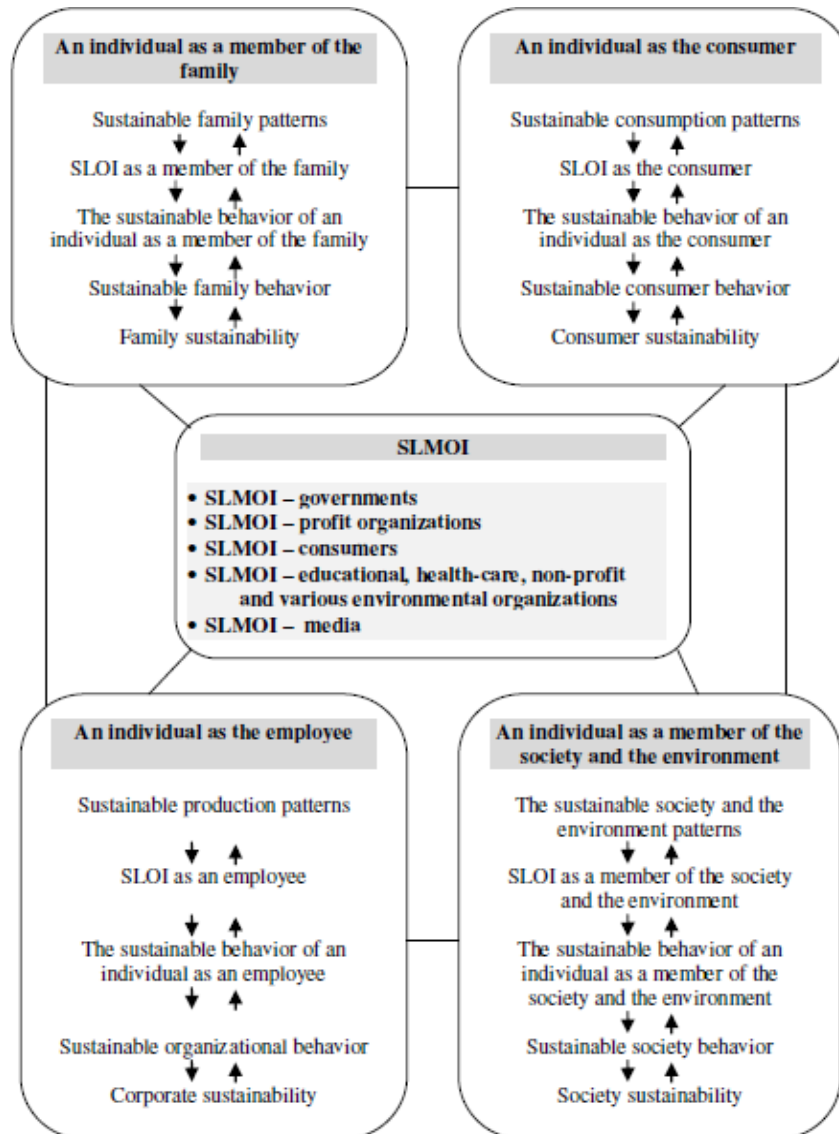 An individual as a member of the
family
Sustainable family patterns
SLOI as a member of the family
The sustainable behavior of an
individual as a member of the family
Sustainable family behavior
Family sustainability
An individual as the consumer
Sustainable consumption patterns
SLOI as the consumer
The sustainable behavior of an
individual as the consumer
Sustainable consumer behavior
Consumer sustainability
SLMOI
• SLMOI – governments
• SLMOI – profit organizations
• SLMOI – consumers
• SLMOI – educational, health-care, non-profit
and various environmental organizations
• SLMOI – media
An individual as the employee
Sustainable production patterns
SLOI as an employee
The sustainable behavior of an
individual as an employee
Sustainable organizational behavior
Corporate sustainability
An individual as a member of the
society and the environment
The sustainable society and the
environment patterns
SLOI as a member of the society
and the environment
The sustainable behavior of an
individual as a member of the
society and the environment
Sustainable society behavior
Society sustainability